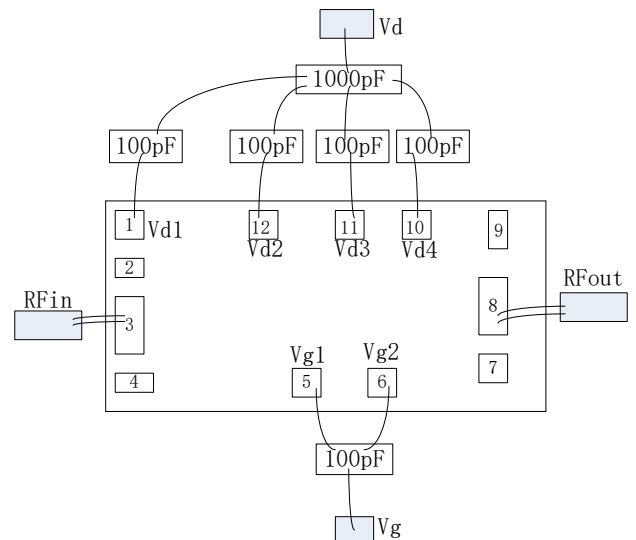 Vd
1000pF
100pF 100pF 100pF 100pF
1 Vd1 12 11 10 9
Vd2 Vd3 Vd4
2
RFin RFout
3 8
Vg1 Vg2
4 5 6 7
100pF
Vg